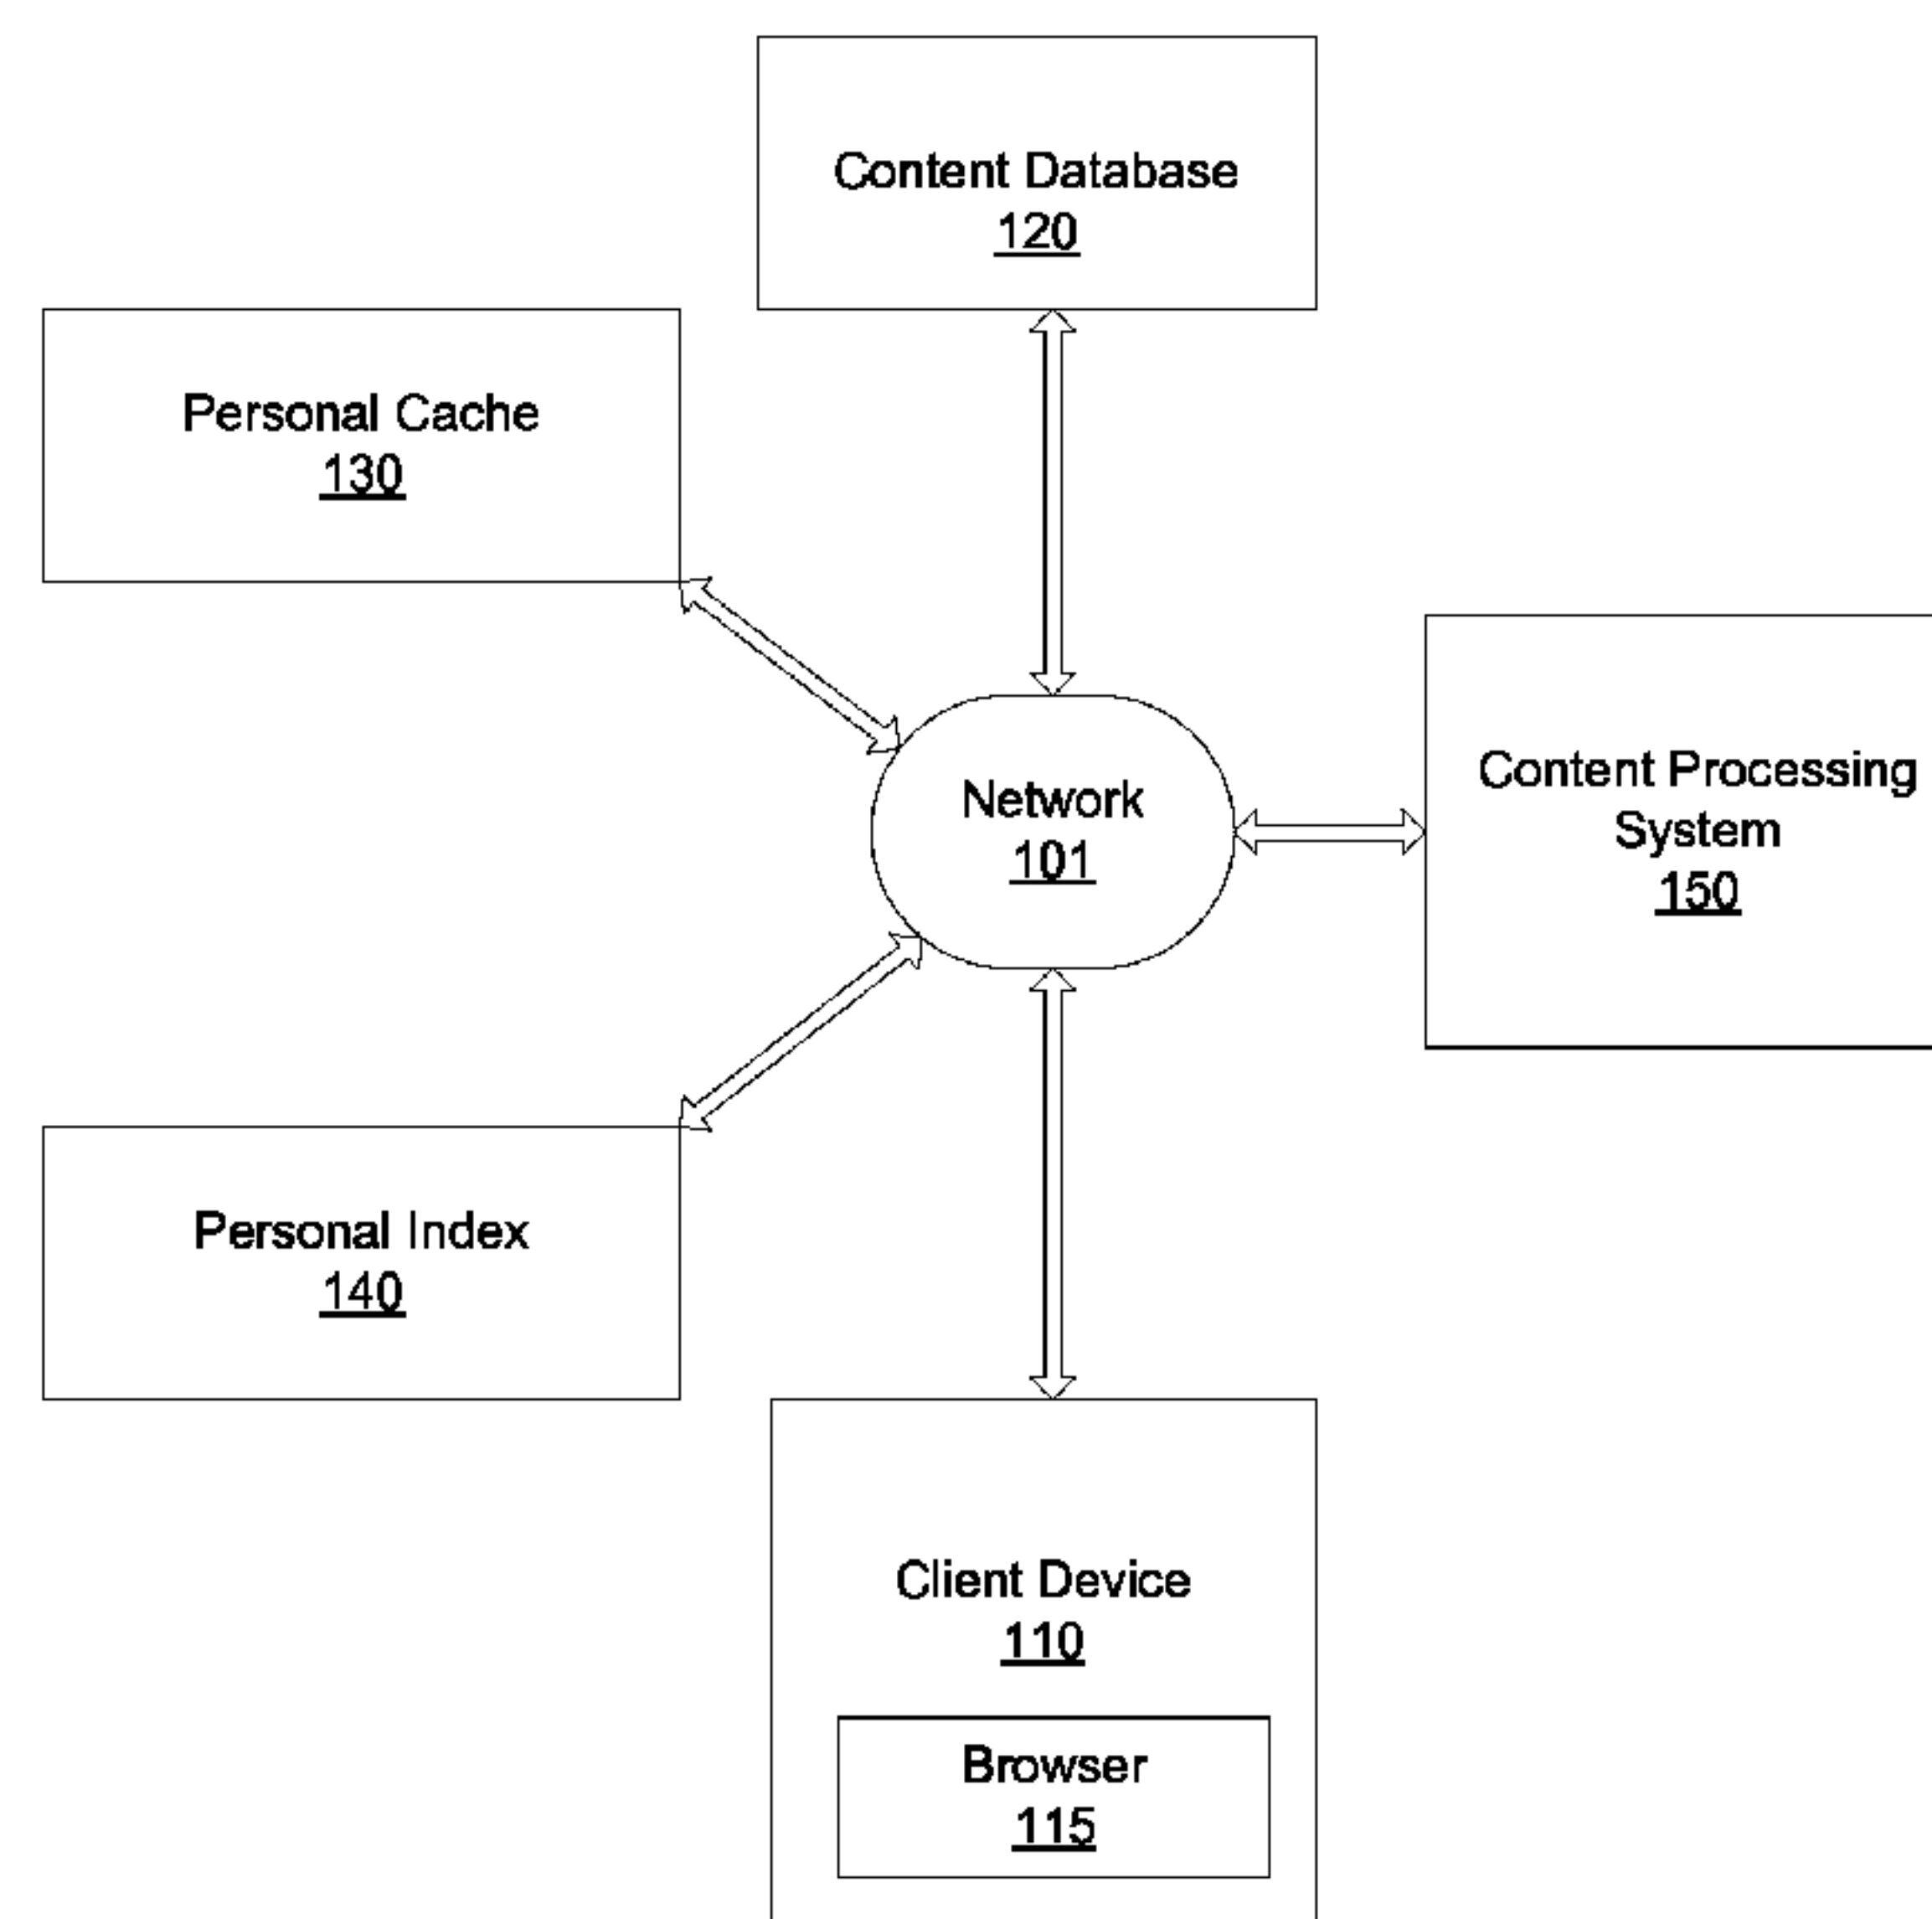 Content Database
120
Personal Cache
130
Network
101
Content Processing
System
150
Personal Index
140
Client Device
110
Browser
115